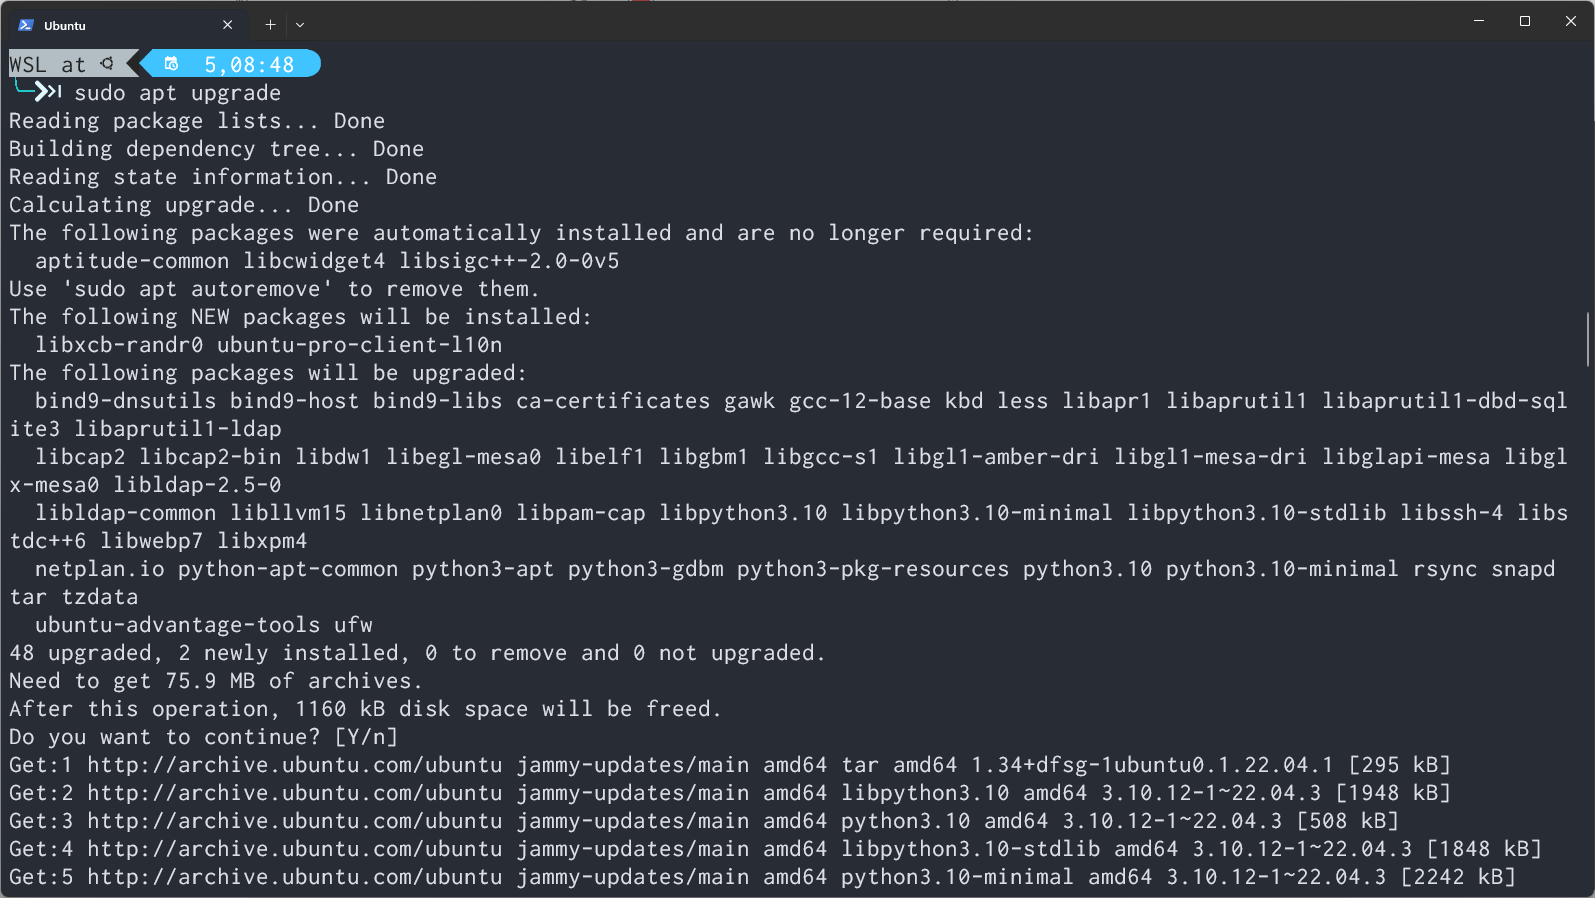 Ubuntu
WSL at 5,08:48
sudo apt upgrade
Reading package lists... Done
Building dependency tree... Done
Reading state information... Done
Calculating upgrade... Done
The following packages were automatically installed and are no longer required:
aptitude-common libcwidget4 libsigc++-2.0-0v5
Use 'sudo apt autoremove' to remove them.
The following NEW packages will be installed:
libxcb-randr0 ubuntu-pro-client-l10n
The following packages will be upgraded:
bind9-dnsutils bind9-host bind9-libs ca-certificates gawk gcc-12-base kbd less libapr1 libaprutil1 libaprutil1-dbd-sql
ite3 libaprutil1-ldap
libcap2 libcap2-bin libdw1 libegl-mesa0 libelf1 libgbm1 libgcc-s1 libgl1-amber-dri libgl1-mesa-dri libglapi-mesa libgl
x-mesa0 libldap-2.5-0
libldap-common libllvm15 libnetplan0 libpam-cap libpython3.10 libpython3.10-minimal libpython3.10-stdlib libssh-4 libs
tdc++6 libwebp7 libxpm4
netplan.io python-apt-common python3-apt python3-gdbm python3-pkg-resources python3.10 python3.10-minimal rsync snapd
tar tzdata
ubuntu-advantage-tools ufw
48 upgraded, 2 newly installed, 0 to remove and 0 not upgraded.
Need to get 75.9 MB of archives.
After this operation, 1160 kB disk space will be freed.
Do you want to continue? [Y/n]
Get:1 http://archive.ubuntu.com/ubuntu jammy-updates/main amd64 tar amd64 1.34+dfsg-1ubuntu0.1.22.04.1 [295 kB]
Get:2 http://archive.ubuntu.com/ubuntu jammy-updates/main amd64 libpython3.10 amd64 3.10.12-1~22.04.3 [1948 kB]
Get:3 http://archive.ubuntu.com/ubuntu jammy-updates/main amd64 python3.10 amd64 3.10.12-1~22.04.3 [508 kB]
Get:4 http://archive.ubuntu.com/ubuntu jammy-updates/main amd64 libpython3.10-stdlib amd64 3.10.12-1~22.04.3 [1848 kB]
Get:5 http://archive.ubuntu.com/ubuntu jammy-updates/main amd64 python3.10-minimal amd64 3.10.12-1~22.04.3 [2242 kB]